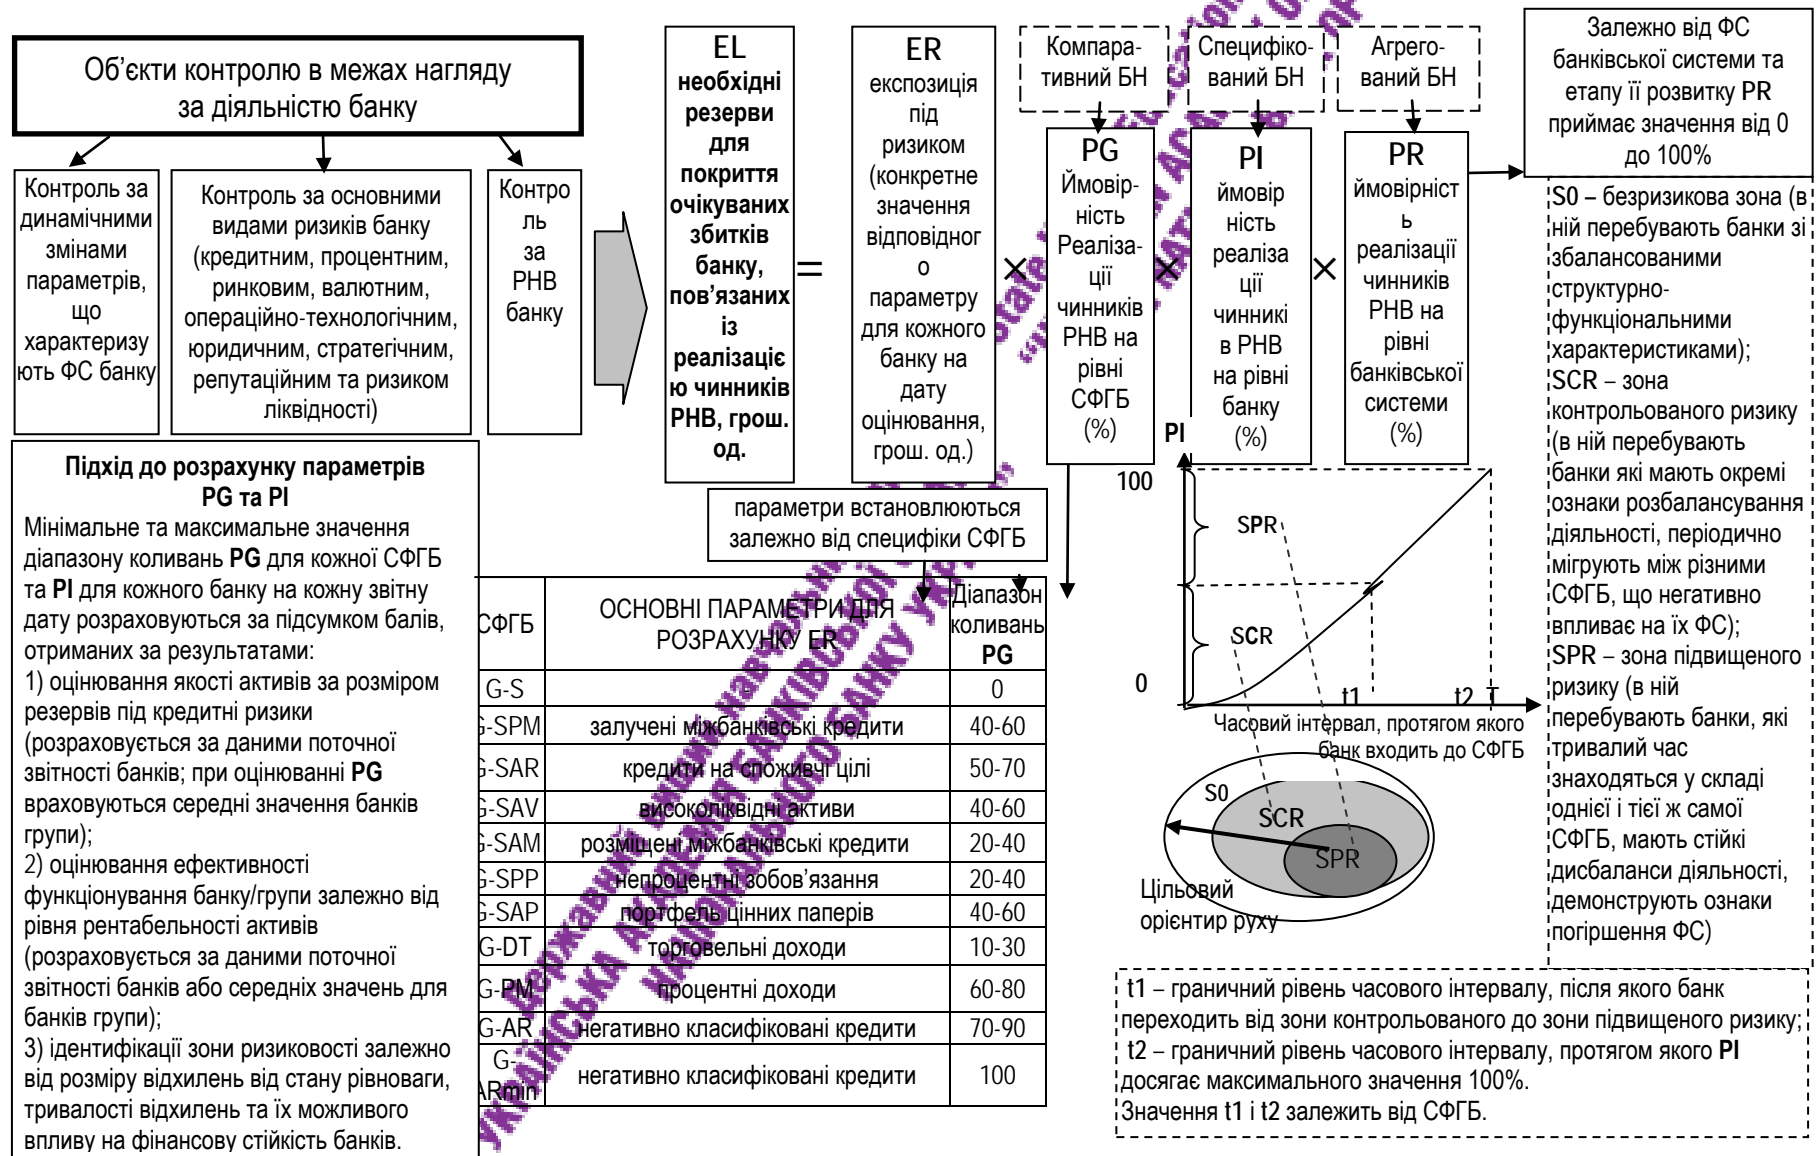 Об’єкти контролю в межах нагляду
за діяльністю банку
Контроль за
динамічними
змінами
параметрів,
що
характеризу
ють ФС банку
Контроль за основними
видами ризиків банку
(кредитним, процентним,
ринковим, валютним,
операційно-технологічним,
юридичним, стратегічним,
репутаційним та ризиком
ліквідності)
Контро
ль
за
РНВ
банку
EL
необхідні
резерви
для
покриття
очікуваних
збитків
банку,
пов’язаних
із
реалізаціє
ю чинників
РНВ, грош.
од.
=
ER
експозиція
під
ризиком
(конкретне
значення
відповідног
о
параметру
для кожного
банку на
дату
оцінювання,
грош. од.)
×
Компара-
тивний БН
PG
Ймовір-
ність
Реаліза-
ції
чинників
РНВ на
рівні
СФГБ
(%)
×
Специфіко-
ваний БН
PI
ймовір
ність
реаліза
ції
чинникі
в РНВ
на рівні
банку
(%)
×
Агрего-
ваний БН
PR
ймовірніст
ь
реалізації
чинників
РНВ на
рівні
банківської
системи
(%)
Залежно від ФС
банківської системи та
етапу її розвитку PR
приймає значення від 0
до 100%
S0 – безризикова зона (в
ній перебувають банки зі
збалансованими
структурно-
функціональними
характеристиками);
SCR – зона
контрольованого ризику
(в ній перебувають
банки які мають окремі
ознаки розбалансування
діяльності, періодично
мігрують між різними
СФГБ, що негативно
впливає на їх ФС);
SPR – зона підвищеного
ризику (в ній
перебувають банки, які
тривалий час
знаходяться у складі
однієї і тієї ж самої
СФГБ, мають стійкі
дисбаланси діяльності,
демонструють ознаки
погіршення ФС)
Підхід до розрахунку параметрів
PG та PI
Мінімальне та максимальне значення
діапазону коливань PG для кожної СФГБ
та PI для кожного банку на кожну звітну
дату розраховуються за підсумком балів,
отриманих за результатами:
1) оцінювання якості активів за розміром
резервів під кредитні ризики
(розраховується за даними поточної
звітності банків; при оцінюванні PG
враховуються середні значення банків
групи);
2) оцінювання ефективності
функціонування банку/групи залежно від
рівня рентабельності активів
(розраховується за даними поточної
звітності банків або середніх значень для
банків групи);
3) ідентифікації зони ризиковості залежно
від розміру відхилень від стану рівноваги,
тривалості відхилень та їх можливого
впливу на фінансову стійкість банків.
параметри встановлюються
залежно від специфіки СФГБ
СФГБ
ОСНОВНІ ПАРАМЕТРИ ДЛЯ
РОЗРАХУНКУ ER
Діапазон
коливань
PG
G-S - 0
G-SPM залучені міжбанківські кредити 40-60
G-SAR кредити на споживчі цілі 50-70
G-SAV високоліквідні активи 40-60
G-SAM розміщені міжбанківські кредити 20-40
G-SPP непроцентні зобов’язання 20-40
G-SAP портфель цінних паперів 40-60
G-DT торговельні доходи 10-30
G-PM процентні доходи 60-80
G-AR негативно класифіковані кредити 70-90
G-
ARmin негативно класифіковані кредити 100
PI
100
SPR
SCR
0
t1 t2 T
Часовий інтервал, протягом якого
банк входить до СФГБ
S0
SCR
SPR
Цільовий
орієнтир руху
t1 – граничний рівень часового інтервалу, після якого банк
переходить від зони контрольованого до зони підвищеного ризику;
t2 – граничний рівень часового інтервалу, протягом якого PI
досягає максимального значення 100%.
Значення t1 і t2 залежить від СФГБ.